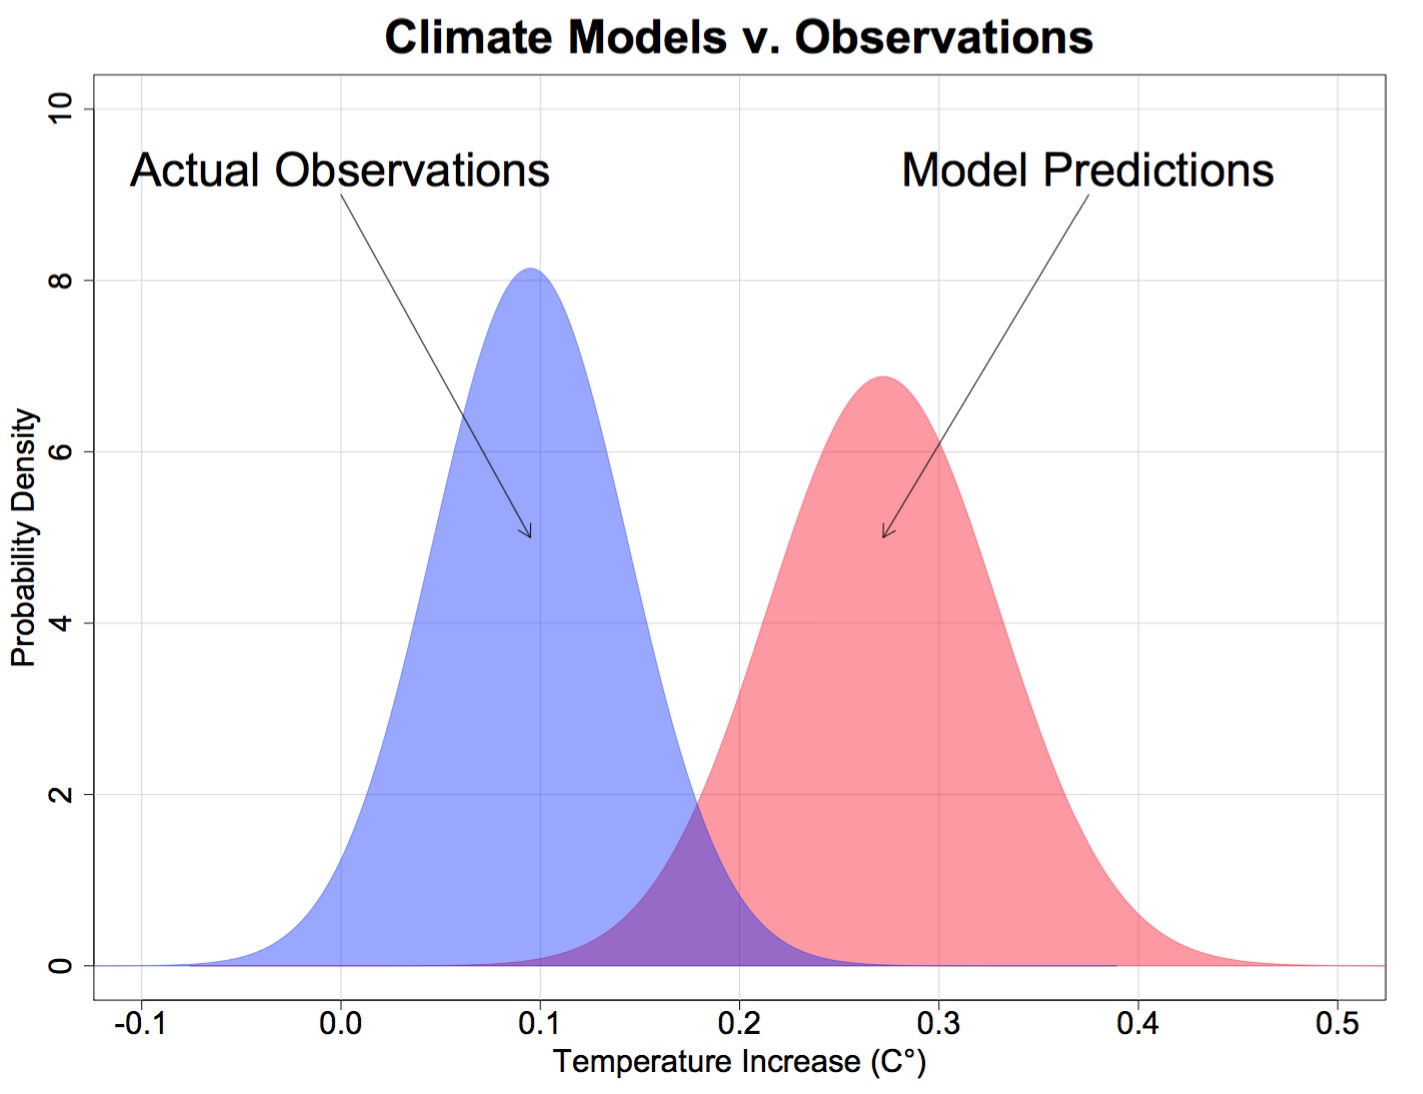 Climate Models v. Observations
Actual Observations
Model Predictions
Probability Density
10
8
6
4
2
0
-0.1
0.0
0.1
0.2
0.3
0.4
0.5
Temperature Increase (C°)